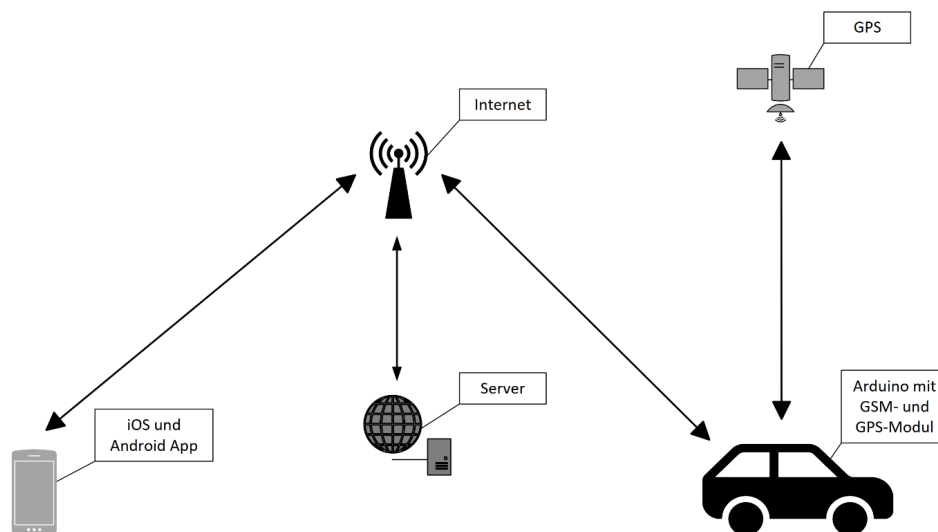 GPS
Internet
Server
Arduino mit
GSM- und
GPS-Modul
iOS und
Android App